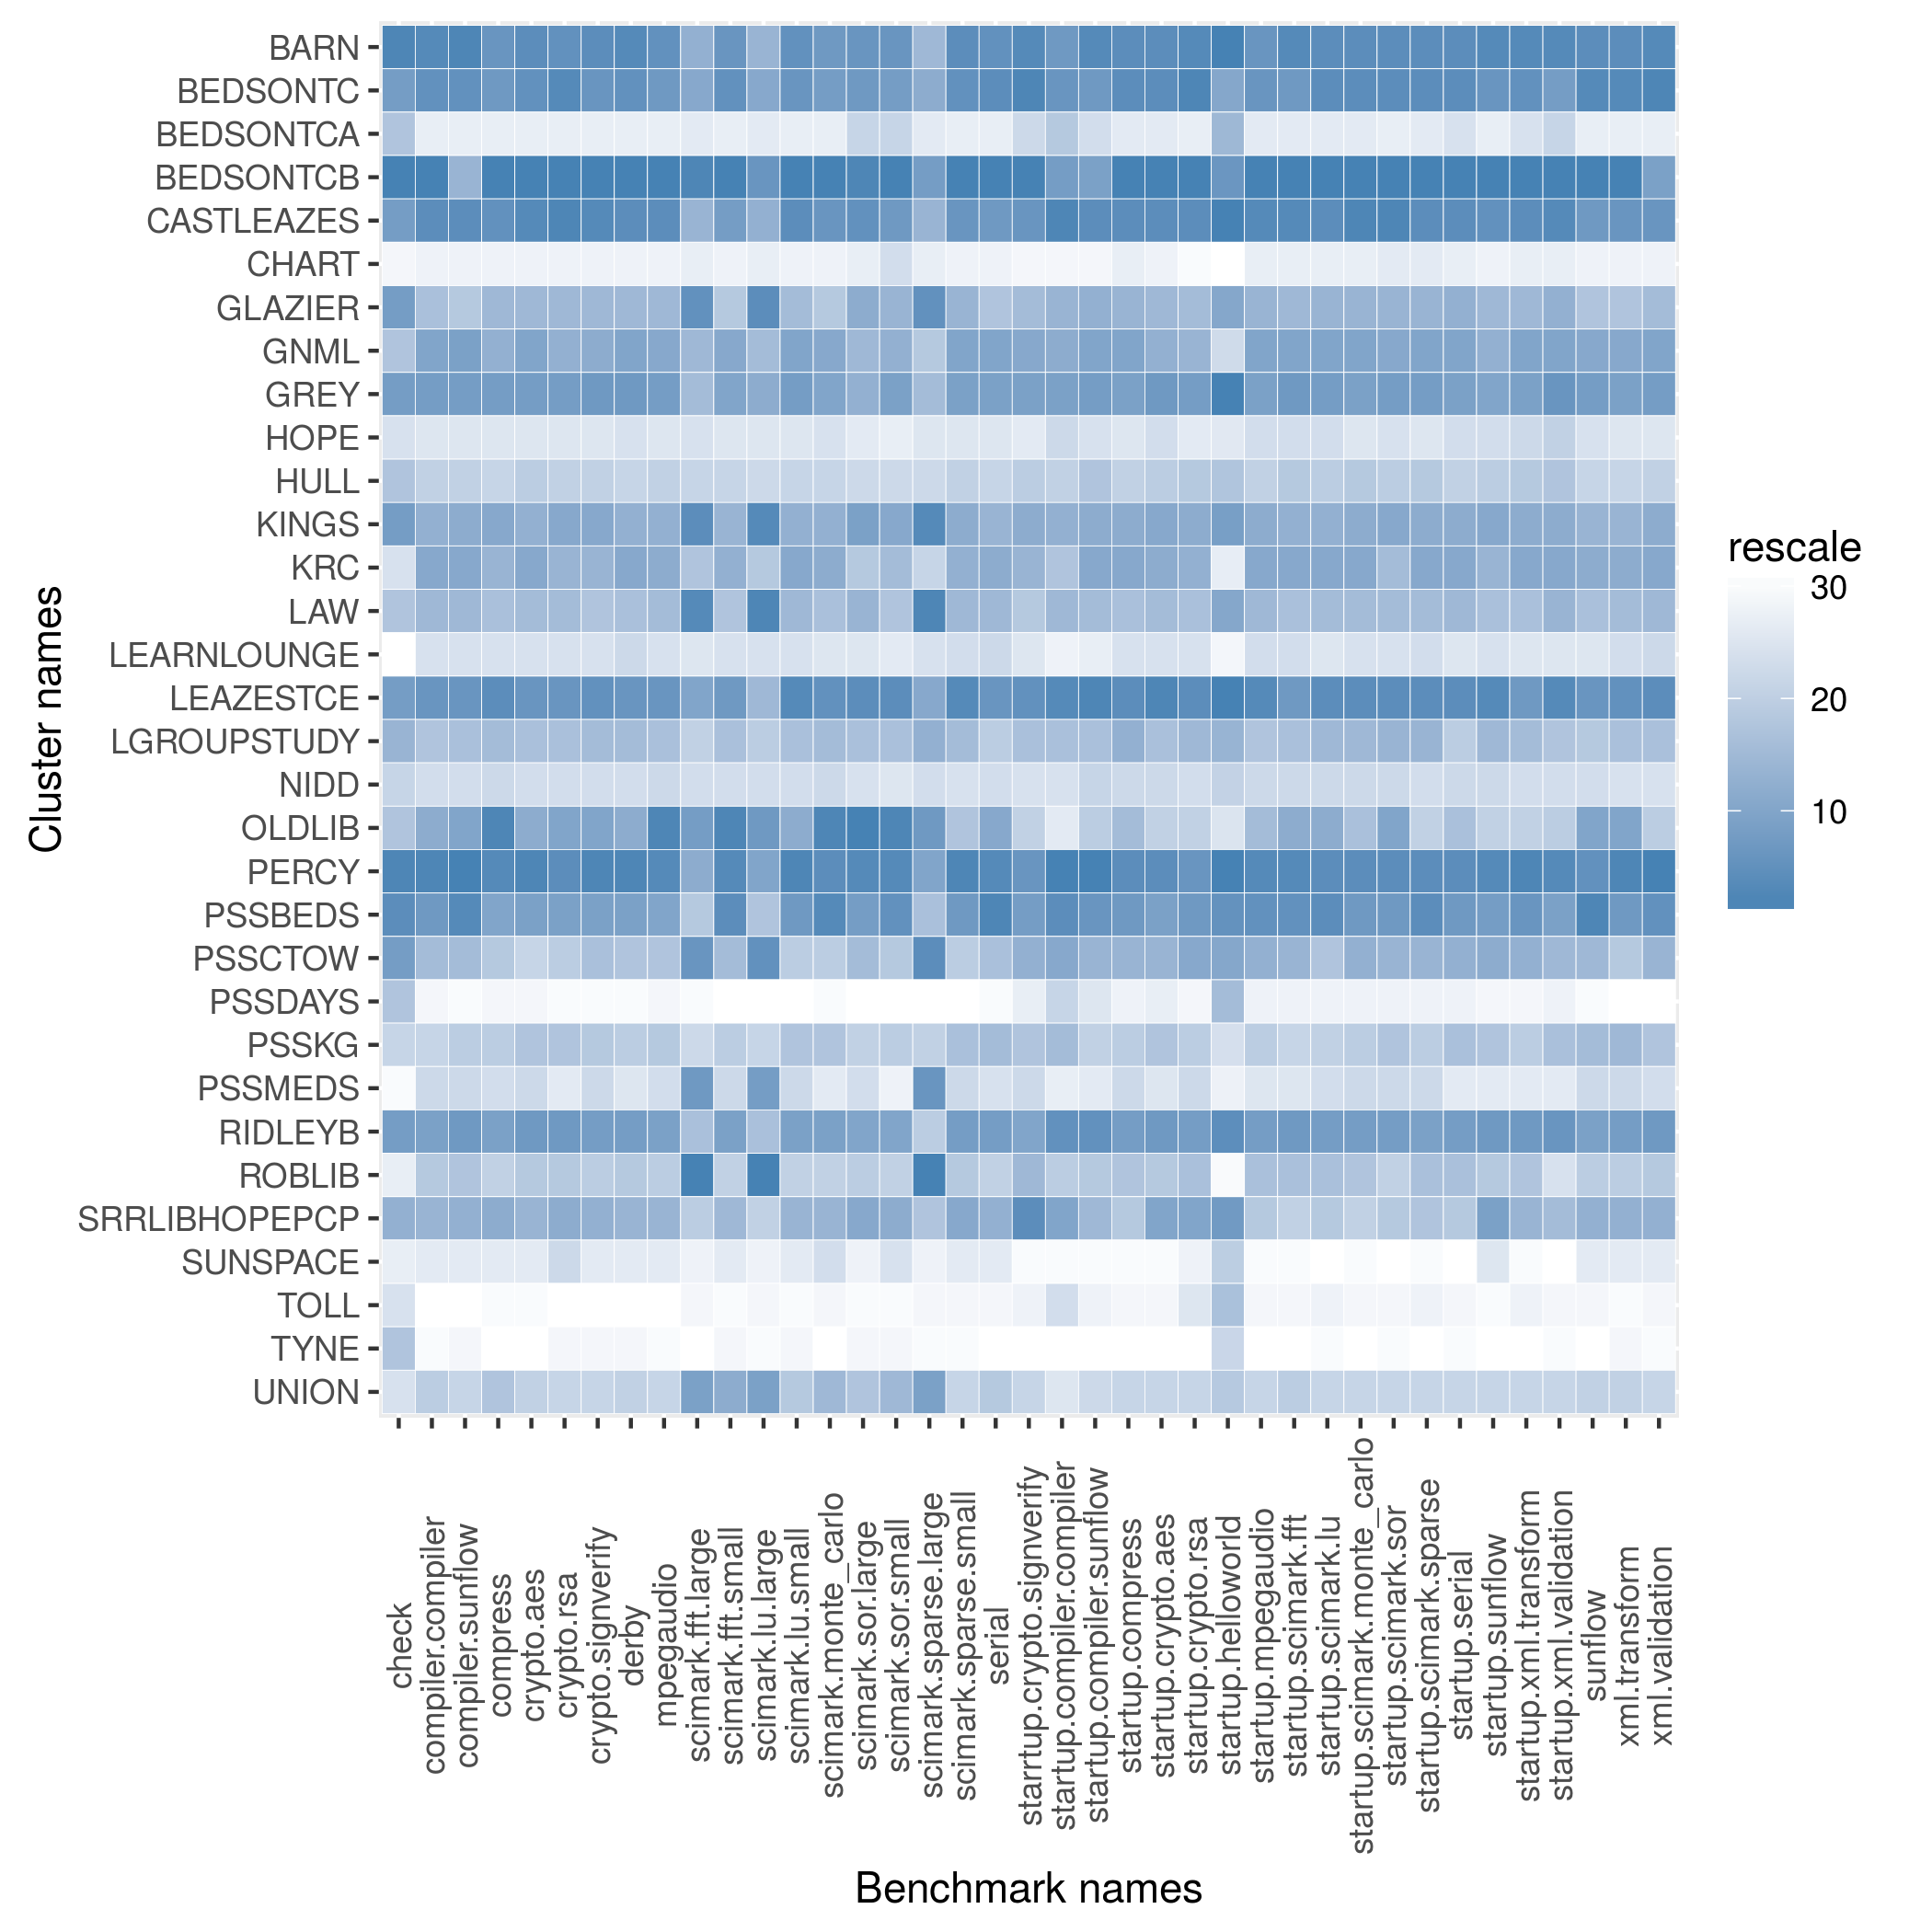 BARN
BEDSONTC
BEDSONTCA
BEDSONTCB
CASTLEAZES
CHART
GLAZIER
GNML
GREY
HOPE
HULL
KINGS
KRC
LAW
LEARNLOUNGE
LEAZESTCE
LGROUPSTUDY
NIDD
OLDLIB
PERCY
PSSBEDS
PSSCTOW
PSSDAYS
PSSKG
PSSMEDS
RIDLEYB
ROBLIB
SRRLIBHOPEPCP
SUNSPACE
TOLL
TYNE
UNION
Cluster names
check
compiler.compiler
compiler.sunflow
compress
crypto.aes
crypto.rsa
crypto.signverify
derby
mpegaudio
scimark.fft.large
scimark.fft.small
scimark.lu.large
scimark.lu.small
scimark.monte_carlo
scimark.sor.large
scimark.sor.small
scimark.sparse.large
scimark.sparse.small
serial
starrtup.crypto.signverify
startup.compiler.compiler
startup.compiler.sunflow
startup.compress
startup.crypto.aes
startup.crypto.rsa
startup.helloworld
startup.mpegaudio
startup.scimark.fft
startup.scimark.lu
startup.scimark.monte_carlo
startup.scimark.sor
startup.scimark.sparse
startup.serial
startup.sunflow
startup.xml.transform
startup.xml.validation
sunflow
xml.transform
xml.validation
Benchmark names
rescale
30
20
10